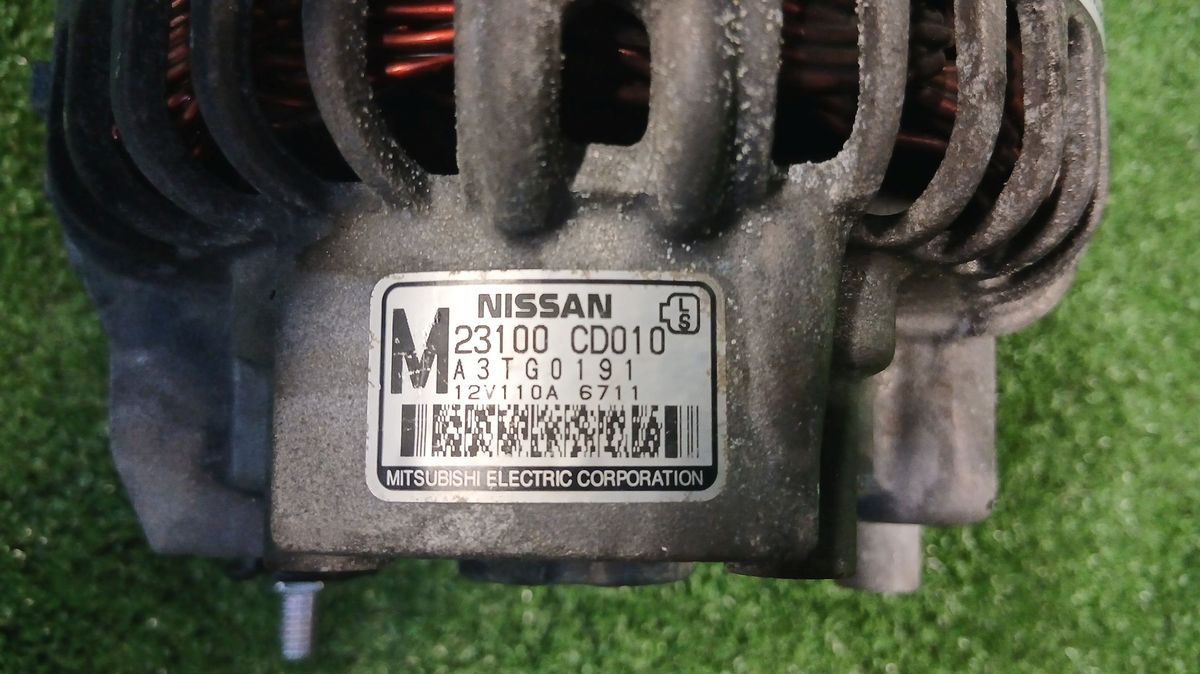 NISSAN
L
S
M
23100 CD010
A3TG0191
12V110A 6711
MITSUBISHI ELECTRIC CORPORATION